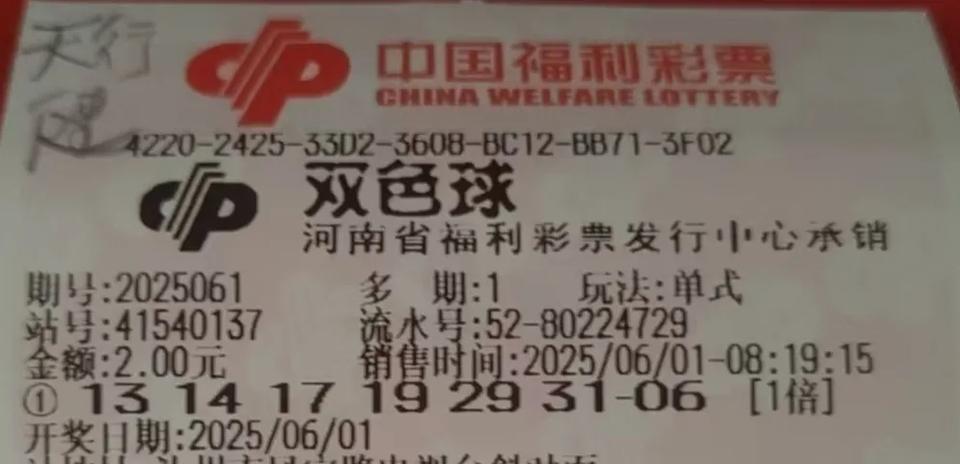 天行
健
中国福利彩票
CHINA WELFARE LOTTERY
4220-2425-33D2-3608-BC12-BB71-3F02
双色球
河南省福利彩票发行中心承销
期号:2025061 多 期:1 玩法:单式
站号:41540137 流水号:52-80224729
金额:2.00元 销售时间:2025/06/01-08:19:15
① 13 14 17 19 29 31-06 [1倍]
开奖日期:2025/06/01